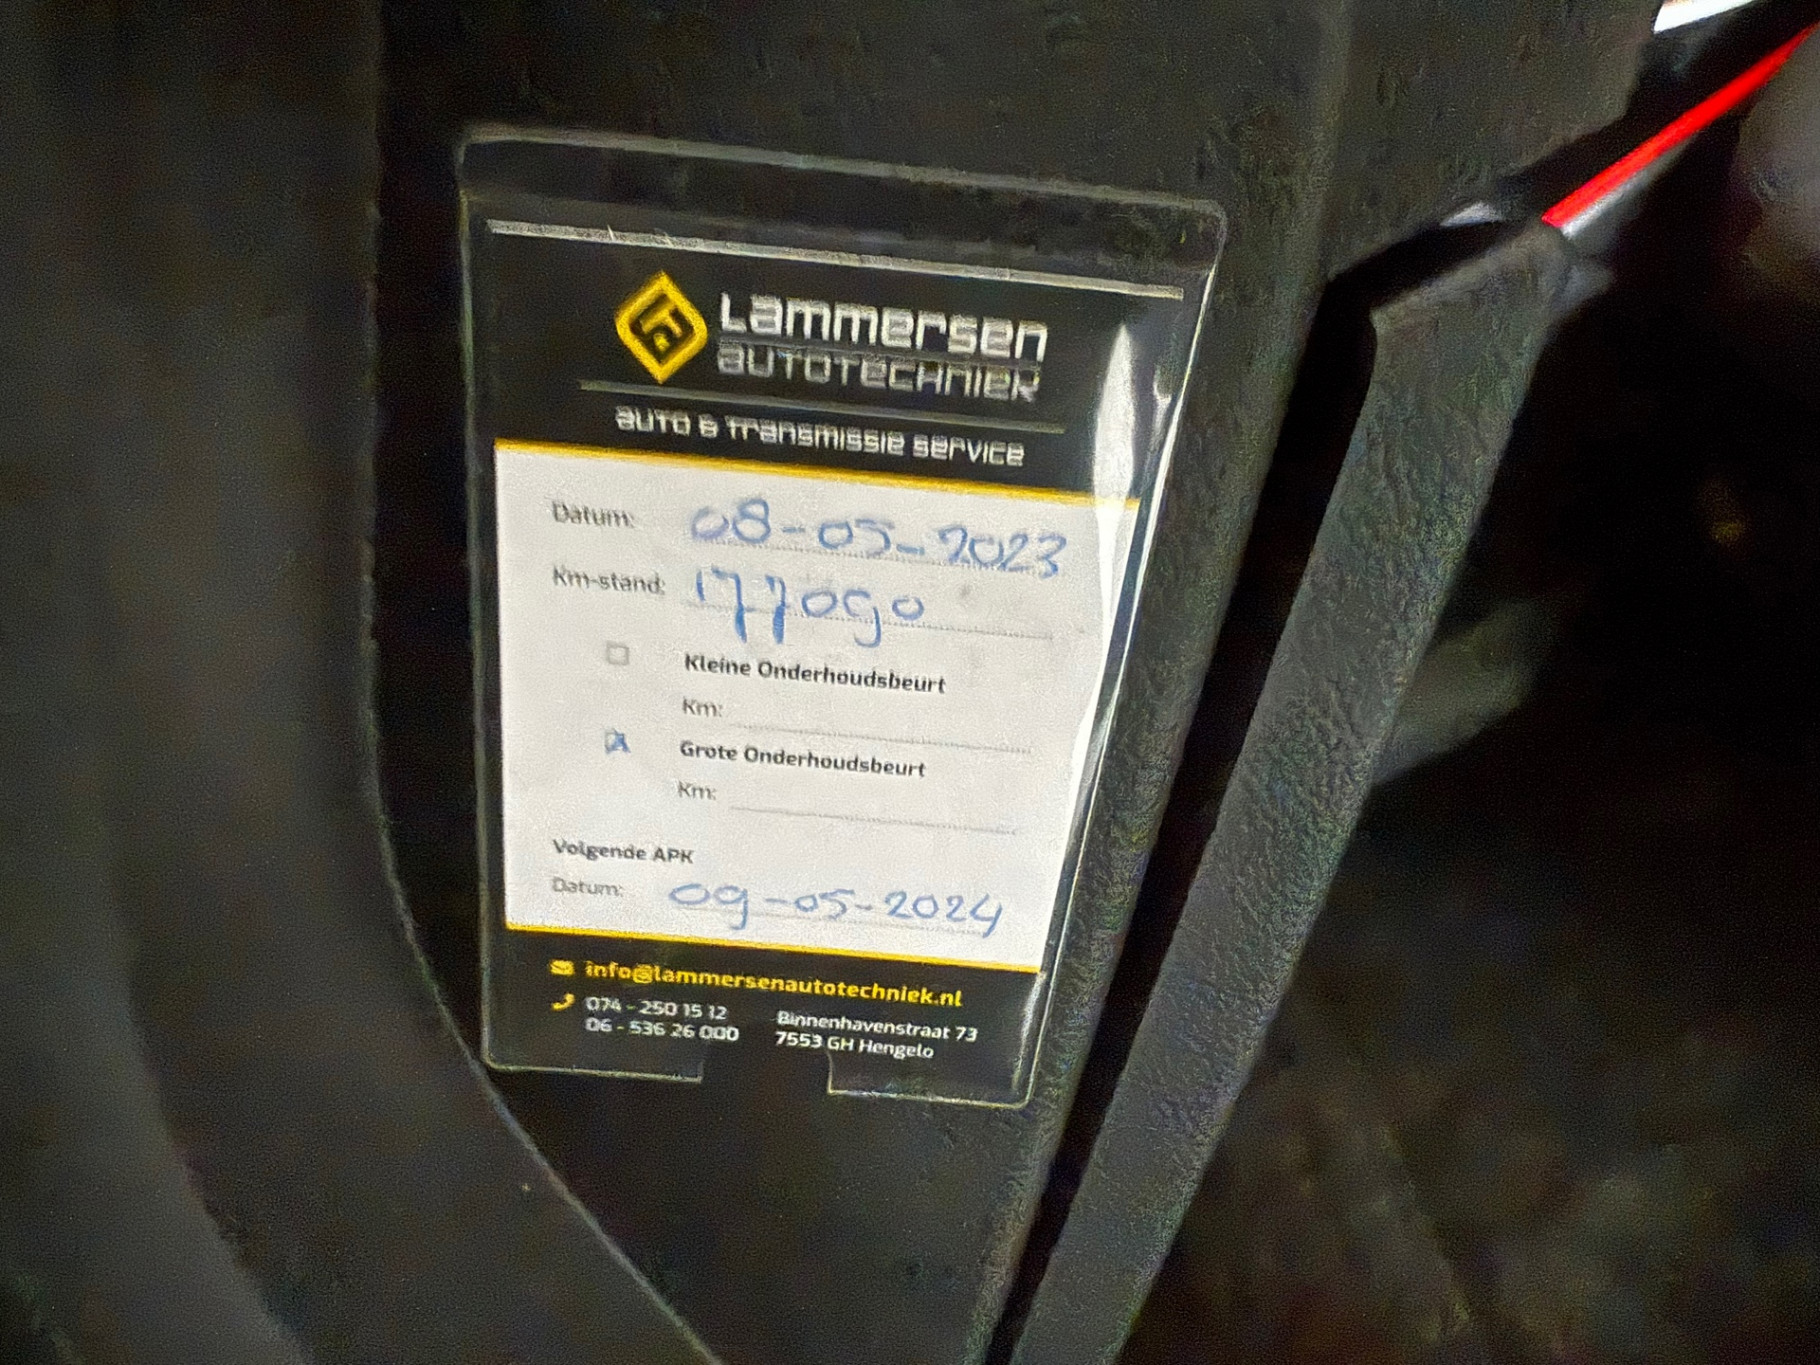 Lammersen
AUTOTECHNIEK
AUTO & TRANSMISSIE SERVICE
Datum: 08-05-2023
Km-stand: 177090
Kleine Onderhoudsbeurt
Km:
Grote Onderhoudsbeurt
Km:
Volgende APK
Datum: 09-05-2024
info@lammersenautotechniek.nl
074 - 250 15 12
06 - 536 26 000
Binnenhavenstraat 73
7553 GH Hengelo